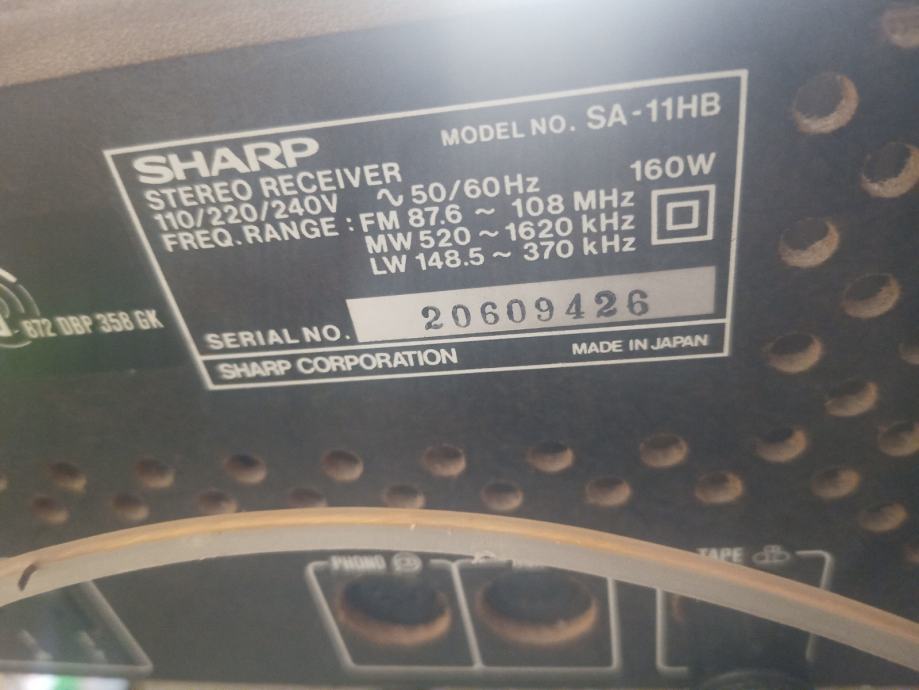 SHARP
MODEL NO. SA-11HB
STEREO RECEIVER
160W
110/220/240V ~ 50/60Hz
FREQ. RANGE : FM 87.6 ~ 108 MHz
MW 520 ~ 1620 kHz
LW 148.5 ~ 370 kHz
872 DBP 358 GK
SERIAL NO. 20609426
SHARP CORPORATION
MADE IN JAPAN
PHONO
TAPE